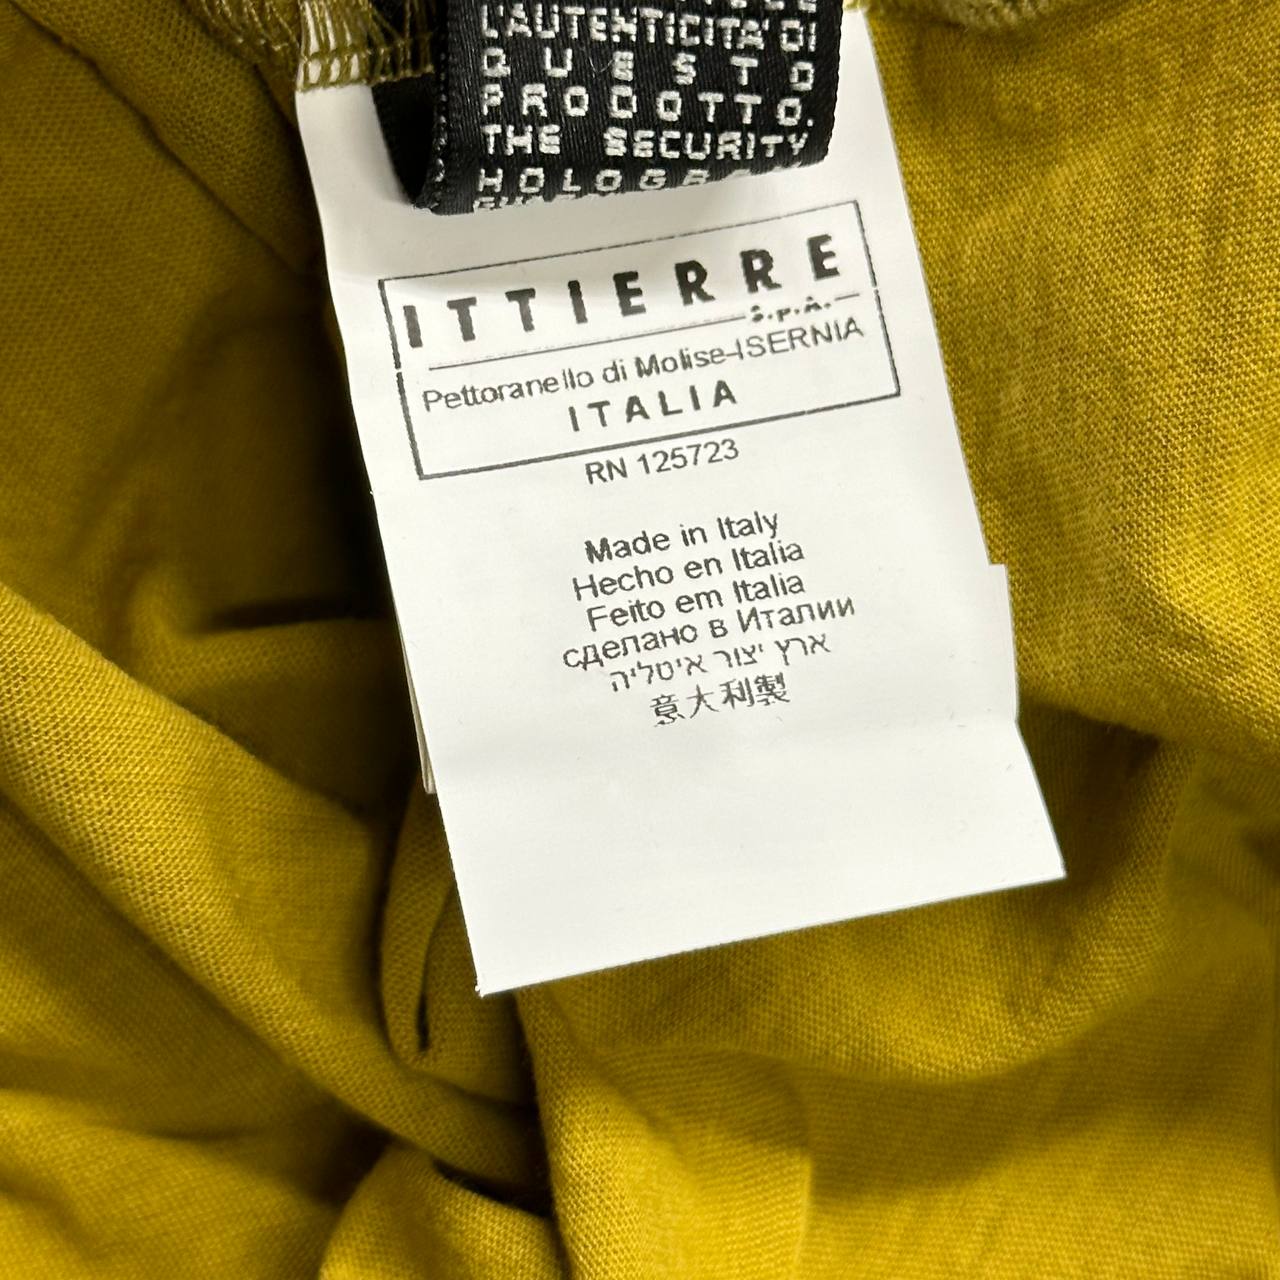 L'AUTENTICITA' DI
QUESTO
PRODOTTO.
THE SECURITY
HOLOGRAM
ITTIERRE
S.p.A.
Pettoranello di Molise-ISERNIA
ITALIA
RN 125723
Made in Italy
Hecho en Italia
Feito em Italia
сделано в Италии
ארץ יצור איטליה
意大利製